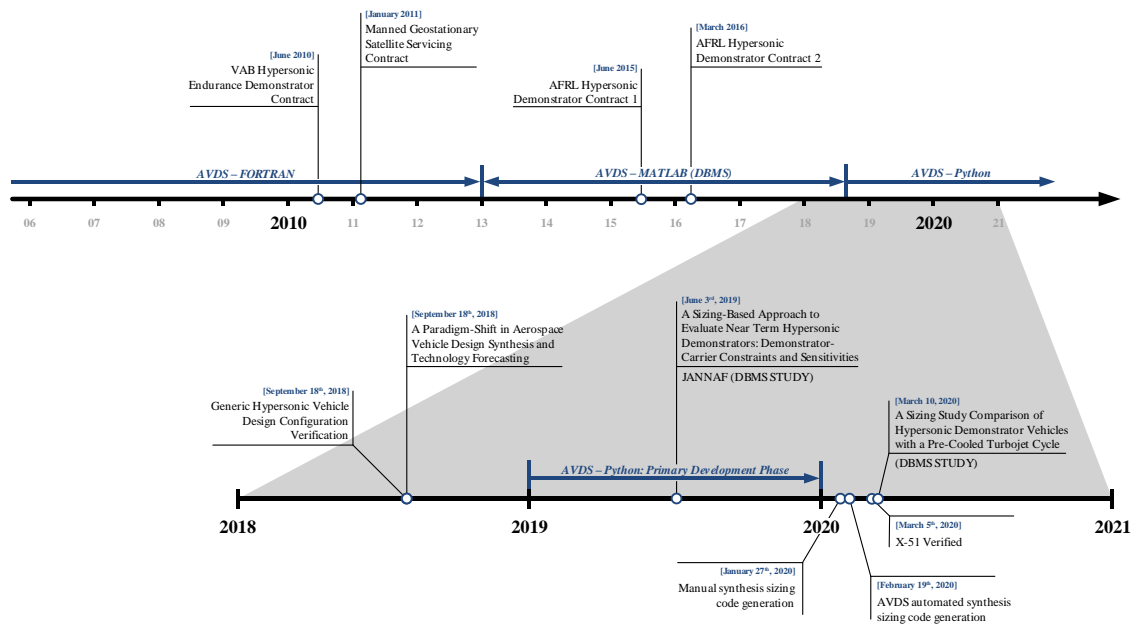 [January 2011]
Manned Geostationary
Satellite Servicing
Contract
[March 2016]
AFRL Hypersonic
Demonstrator Contract 2
[June 2010]
VAB Hypersonic
Endurance Demonstrator
Contract
[June 2015]
AFRL Hypersonic
Demonstrator Contract 1
AVDS – FORTRAN
AVDS – MATLAB (DBMS)
AVDS – Python
06 07 08 09 2010 11 12 13 14 15 16 17 18 19 2020 21
[September 18th, 2018]
A Paradigm-Shift in Aerospace
Vehicle Design Synthesis and
Technology Forecasting
[June 3rd, 2019]
A Sizing-Based Approach to
Evaluate Near Term Hypersonic
Demonstrators: Demonstrator-
Carrier Constraints and Sensitivities
JANNAF (DBMS STUDY)
[September 18th, 2018]
Generic Hypersonic Vehicle
Design Configuration
Verification
[March 10, 2020]
A Sizing Study Comparison of
Hypersonic Demonstrator Vehicles
with a Pre-Cooled Turbojet Cycle
(DBMS STUDY)
AVDS – Python: Primary Development Phase
2018 2019 2020 2021
[March 5th, 2020]
X-51 Verified
[January 27th, 2020]
Manual synthesis sizing
code generation
[February 19th, 2020]
AVDS automated synthesis
sizing code generation